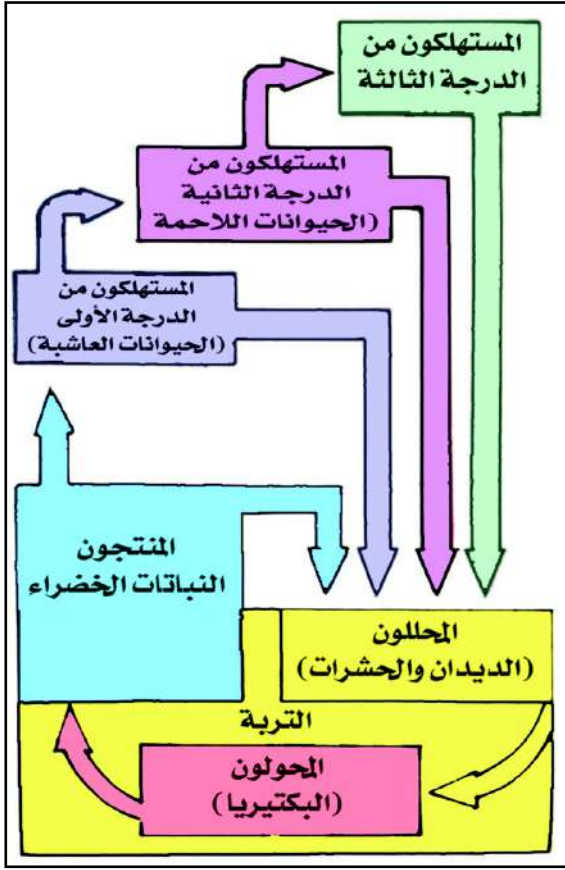 المستهلكون من
الدرجة الثالثة
المستهلكون من
الدرجة الثانية
(الحيوانات اللاحمة)
المستهلكون من
الدرجة الأولى
(الحيوانات العاشبة)
المنتجون
النباتات الخضراء
المحللون
(الديدان والحشرات)
التربة
المحولون
(البكتيريا)